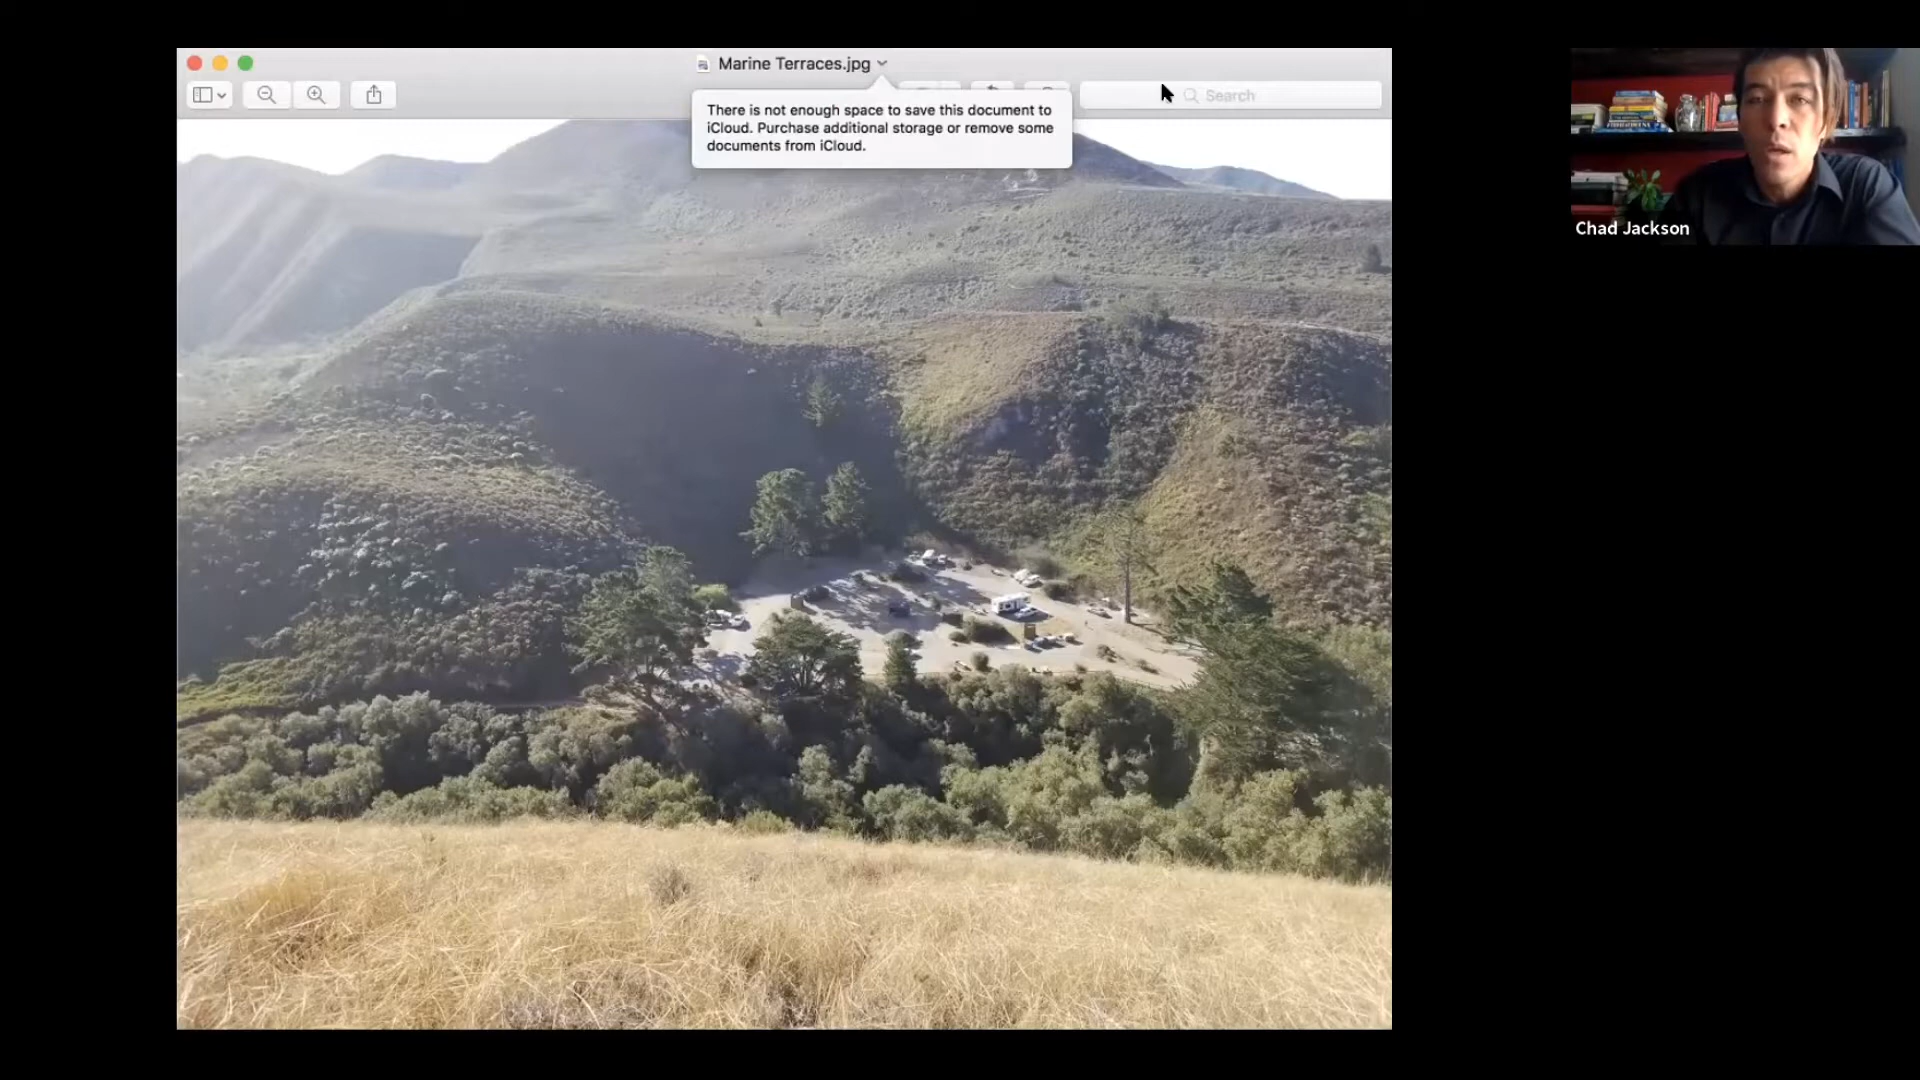 Marine Terraces.jpg
Search
There is not enough space to save this document to
iCloud. Purchase additional storage or remove some
documents from iCloud.
Chad Jackson